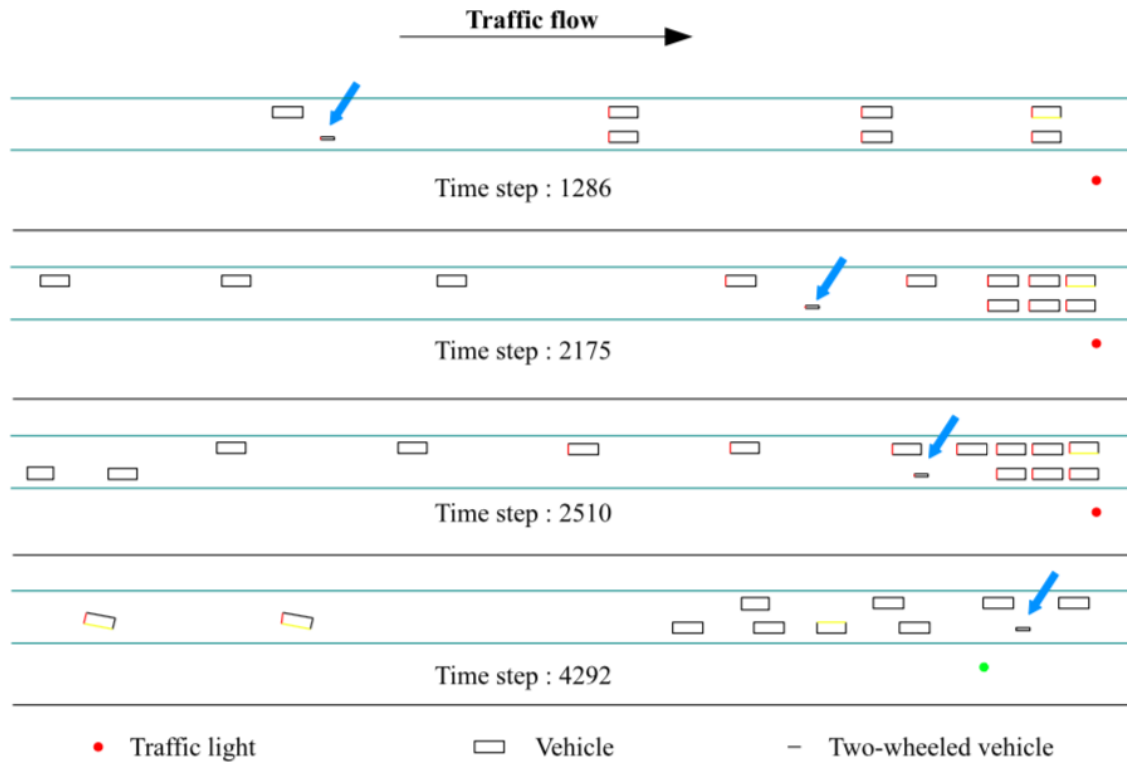 Traffic flow
Time step : 1286
Time step : 2175
Time step : 2510
Time step : 4292
Traffic light Vehicle Two-wheeled vehicle